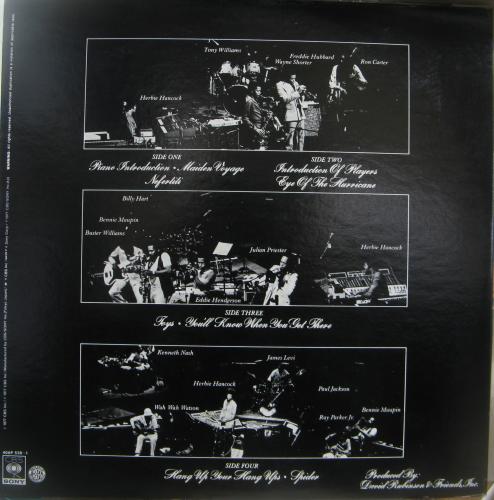 Tony Williams
Freddie Hubbard
Wayne Shorter
Ron Carter
Herbie Hancock
SIDE ONE
Piano Introduction • Maiden Voyage
Nefertiti
SIDE TWO
Introduction Of Players
Eye Of The Hurricane
Billy Hart
Bennie Maupin
Buster Williams
Julian Priester
Herbie Hancock
Eddie Henderson
SIDE THREE
Toys • You'll Know When You Get There
Kenneth Nash
James Levi
Herbie Hancock
Paul Jackson
Wah Wah Watson
Ray Parker Jr.
Bennie Maupin
SIDE FOUR
Hang Up Your Hang Ups • Spider
Produced By:
David Rubinson & Friends, Inc.
CBS
SONY